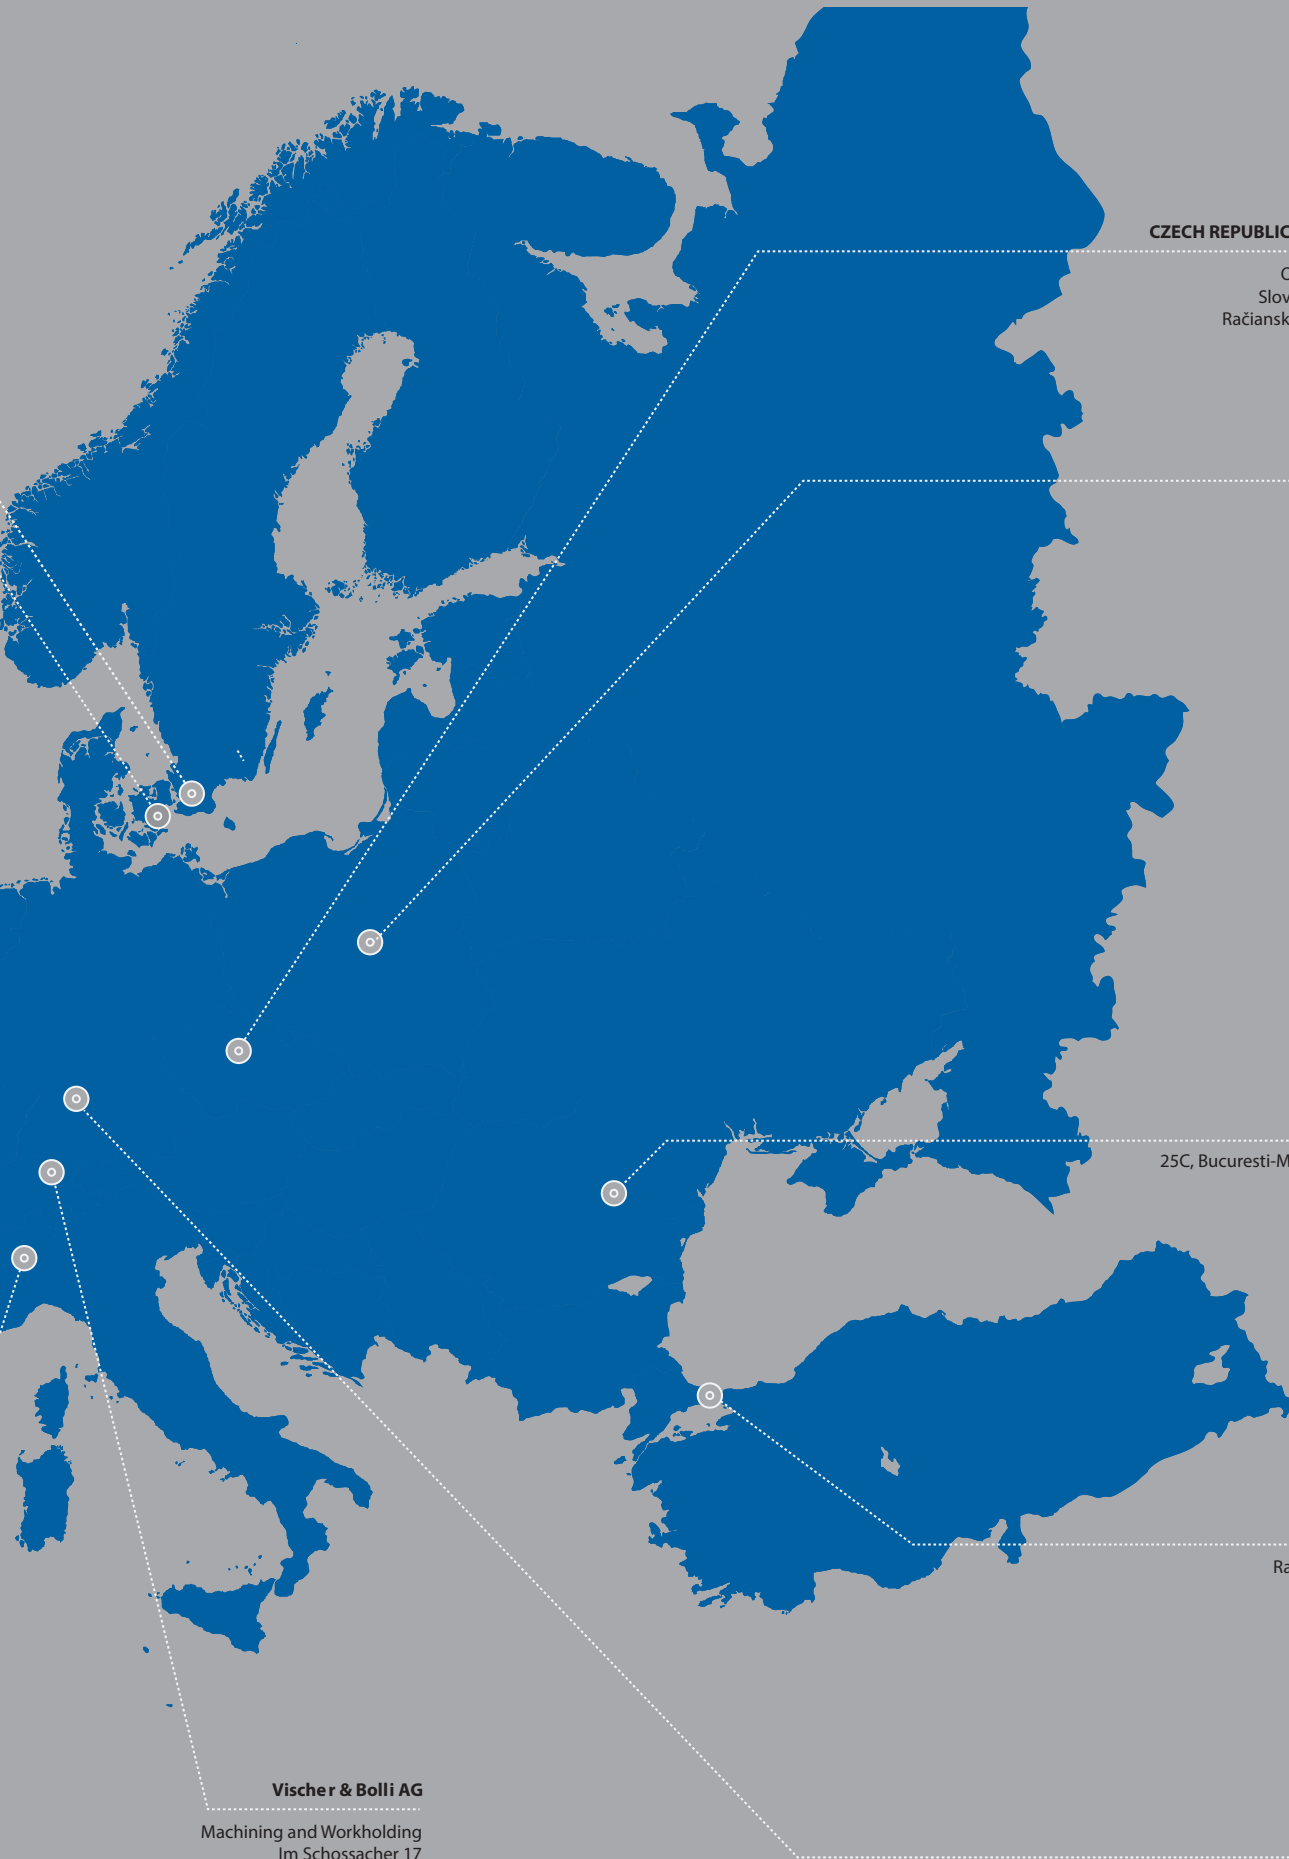 CZECH REPUBLIC
Slov
Račiansk
25C, Bucuresti-M
Ra
Vischer & Bolli AG
Machining and Workholding
Im Schossacher 17